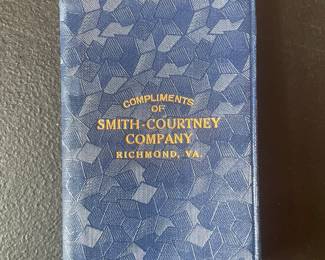 COMPLIMENTS
OF
SMITH-COURTNEY
COMPANY
RICHMOND, VA.